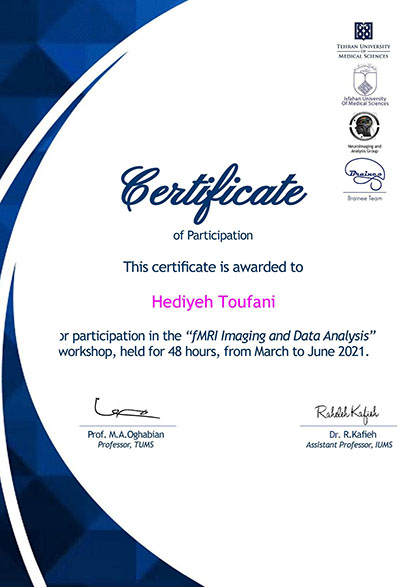 TEHRAN UNIVERSITY
OF
MEDICAL SCIENCES
Isfahan University
Of Medical Sciences
NeuroImaging and
Analysis Group
Brainee
Brainee Team
Certificate
of Participation
This certificate is awarded to
Hediyeh Toufani
or participation in the “fMRI Imaging and Data Analysis”
workshop, held for 48 hours, from March to June 2021.
Raheleh Kafieh
Prof. M.A.Oghabian
Professor, TUMS
Dr. R.Kafieh
Assistant Professor, IUMS